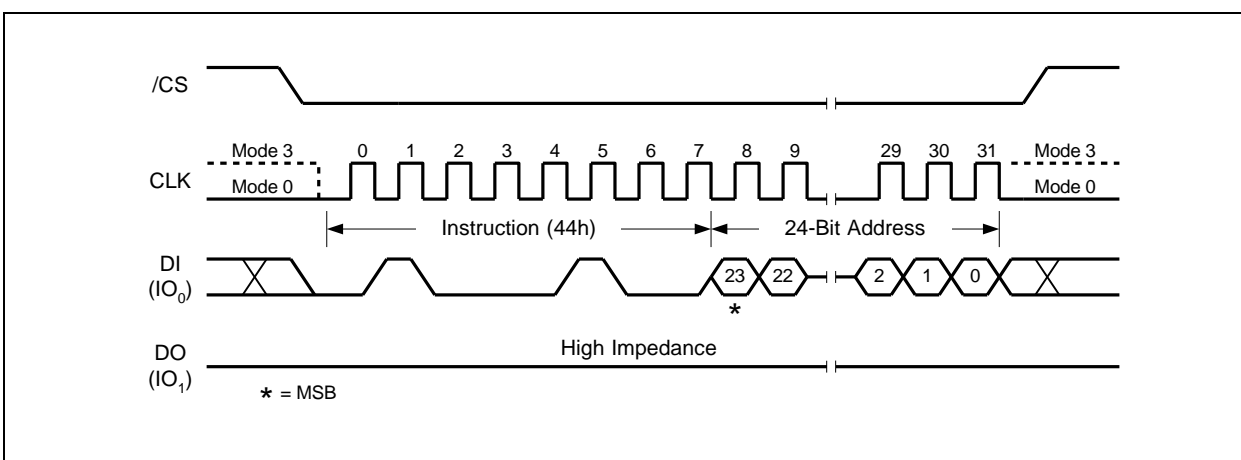 /CS
Mode 3
0 1 2 3 4 5 6 7 8 9 29 30 31
Mode 3
CLK
Mode 0
Mode 0
Instruction (44h)
24-Bit Address
DI
(IO0)
23 22 2 1 0
*
DO
(IO1)
High Impedance
* = MSB